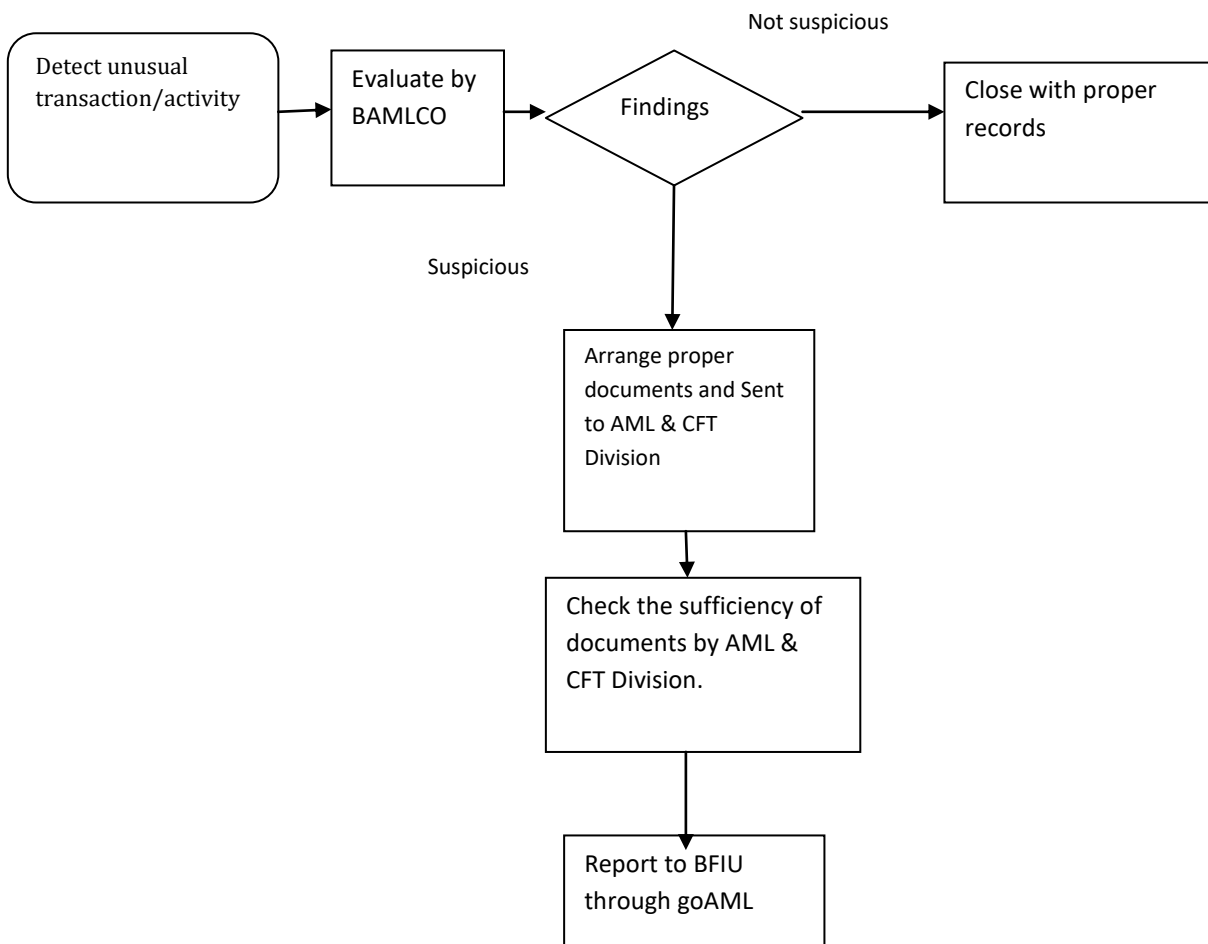 Not suspicious
Detect unusual
transaction/activity
Evaluate by
BAMLCO
Findings
Close with proper
records
Suspicious
Arrange proper
documents and Sent
to AML & CFT
Division
Check the sufficiency of
documents by AML &
CFT Division.
Report to BFIU
through goAML